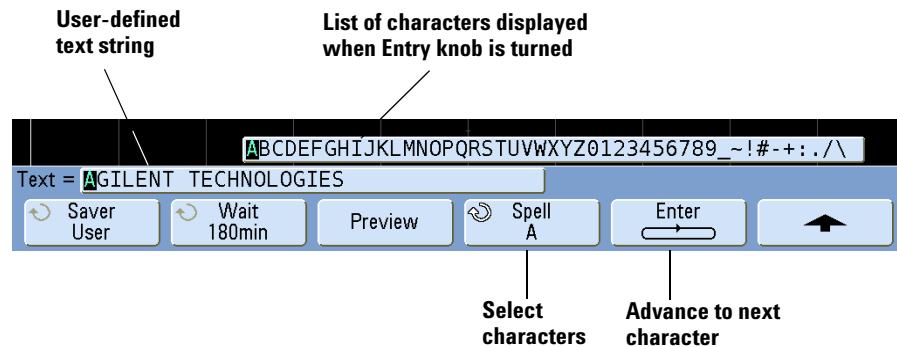 User-defined
text string
List of characters displayed
when Entry knob is turned
ABCDEFGHIJKLMNOPQRSTUVWXYZ0123456789_~!#-+:./\
Text = AGILENT TECHNOLOGIES
Saver
User
Wait
180min
Preview
Spell
A
Enter
Select
characters
Advance to next
character